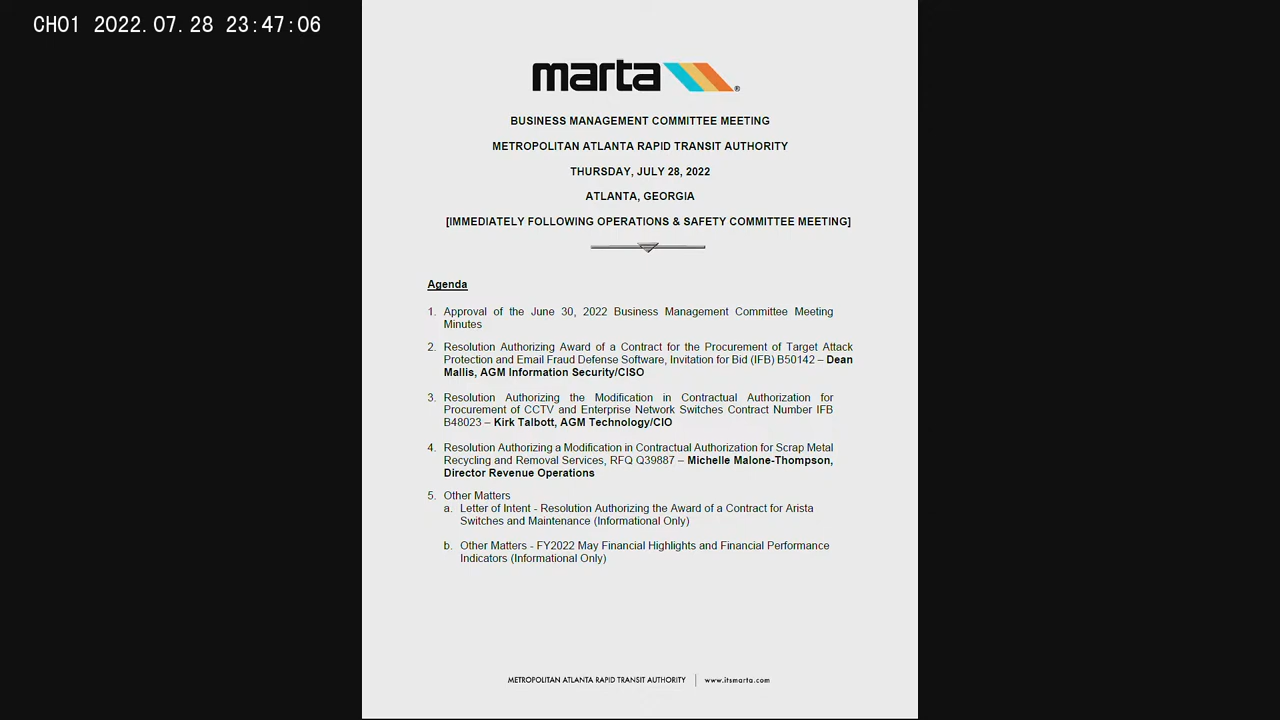 CH01 2022.07.28 23:47:06
marta
BUSINESS MANAGEMENT COMMITTEE MEETING
METROPOLITAN ATLANTA RAPID TRANSIT AUTHORITY
THURSDAY, JULY 28, 2022
ATLANTA, GEORGIA
[IMMEDIATELY FOLLOWING OPERATIONS & SAFETY COMMITTEE MEETING]
Agenda
1. Approval of the June 30, 2022 Business Management Committee Meeting
Minutes
2. Resolution Authorizing Award of a Contract for the Procurement of Target Attack
Protection and Email Fraud Defense Software, Invitation for Bid (IFB) B50142 – Dean
Mallis, AGM Information Security/CISO
3. Resolution Authorizing the Modification in Contractual Authorization for
Procurement of CCTV and Enterprise Network Switches Contract Number IFB
B48023 – Kirk Talbott, AGM Technology/CIO
4. Resolution Authorizing a Modification in Contractual Authorization for Scrap Metal
Recycling and Removal Services, RFQ Q39887 – Michelle Malone-Thompson,
Director Revenue Operations
5. Other Matters
a. Letter of Intent - Resolution Authorizing the Award of a Contract for Arista
Switches and Maintenance (Informational Only)
b. Other Matters - FY2022 May Financial Highlights and Financial Performance
Indicators (Informational Only)
METROPOLITAN ATLANTA RAPID TRANSIT AUTHORITY | www.itsmarta.com